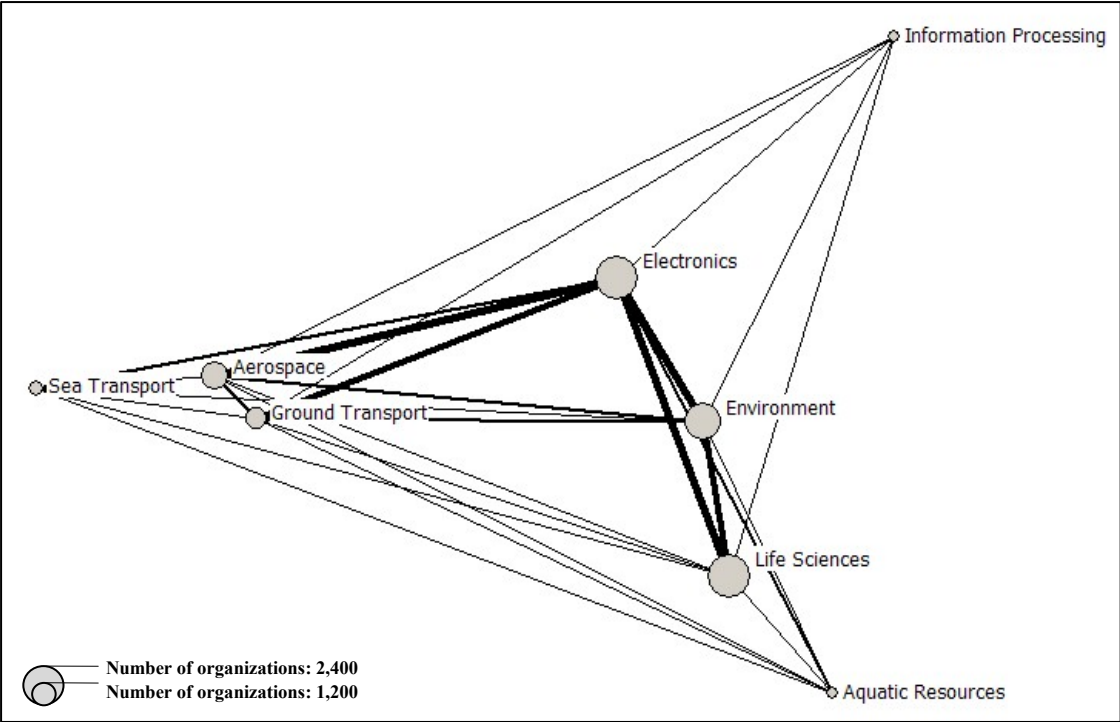 Information Processing
Electronics
Aerospace
Sea Transport
Ground Transport
Environment
Life Sciences
Number of organizations: 2,400
Number of organizations: 1,200
Aquatic Resources